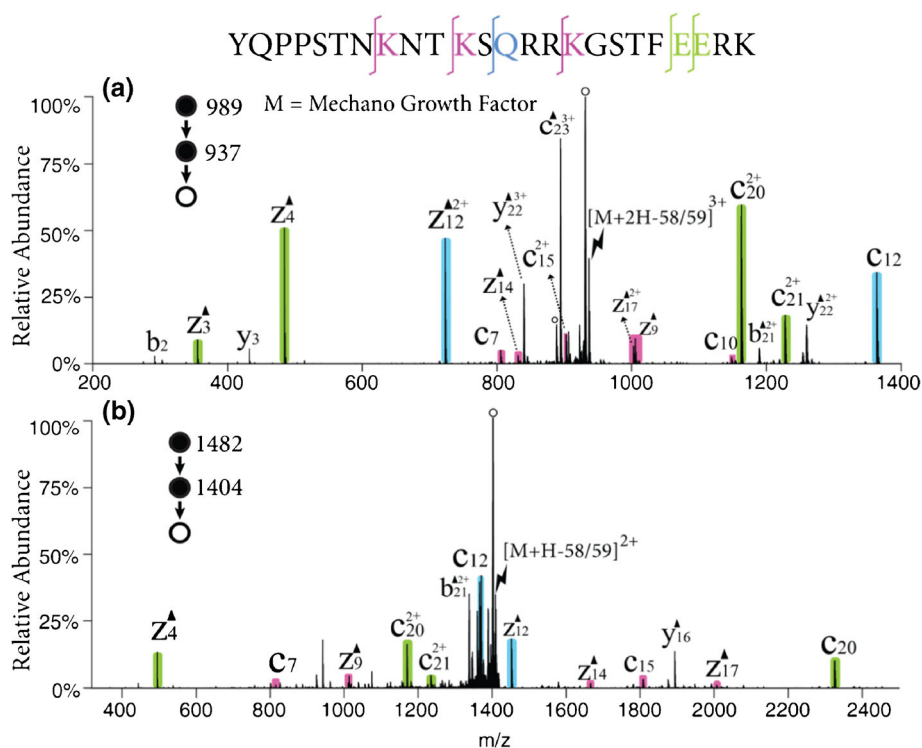 YQPPSTNKNTKSQRRKGSTFEERK
(a)
M = Mechano Growth Factor
989
937
Relative Abundance
100%
75%
50%
25%
0%
b2
z3▲
y3
z4▲
z12▲2+
c7
z14▲
y22▲3+
c15 2+
c23▲3+
[M+2H-58/59]3+
z17▲2+
z9▲
c10
c20 2+
b21▲2+
c21 2+
y22▲2+
c12
200 400 600 800 1000 1200 1400
(b)
1482
1404
Relative Abundance
100%
75%
50%
25%
0%
z4▲
c7
z9▲
c20 2+
c21 2+
b21▲2+
c12
[M+H-58/59]2+
z12▲
z14▲
c15
y16▲
z17▲
c20
400 600 800 1000 1200 1400 1600 1800 2000 2200 2400
m/z